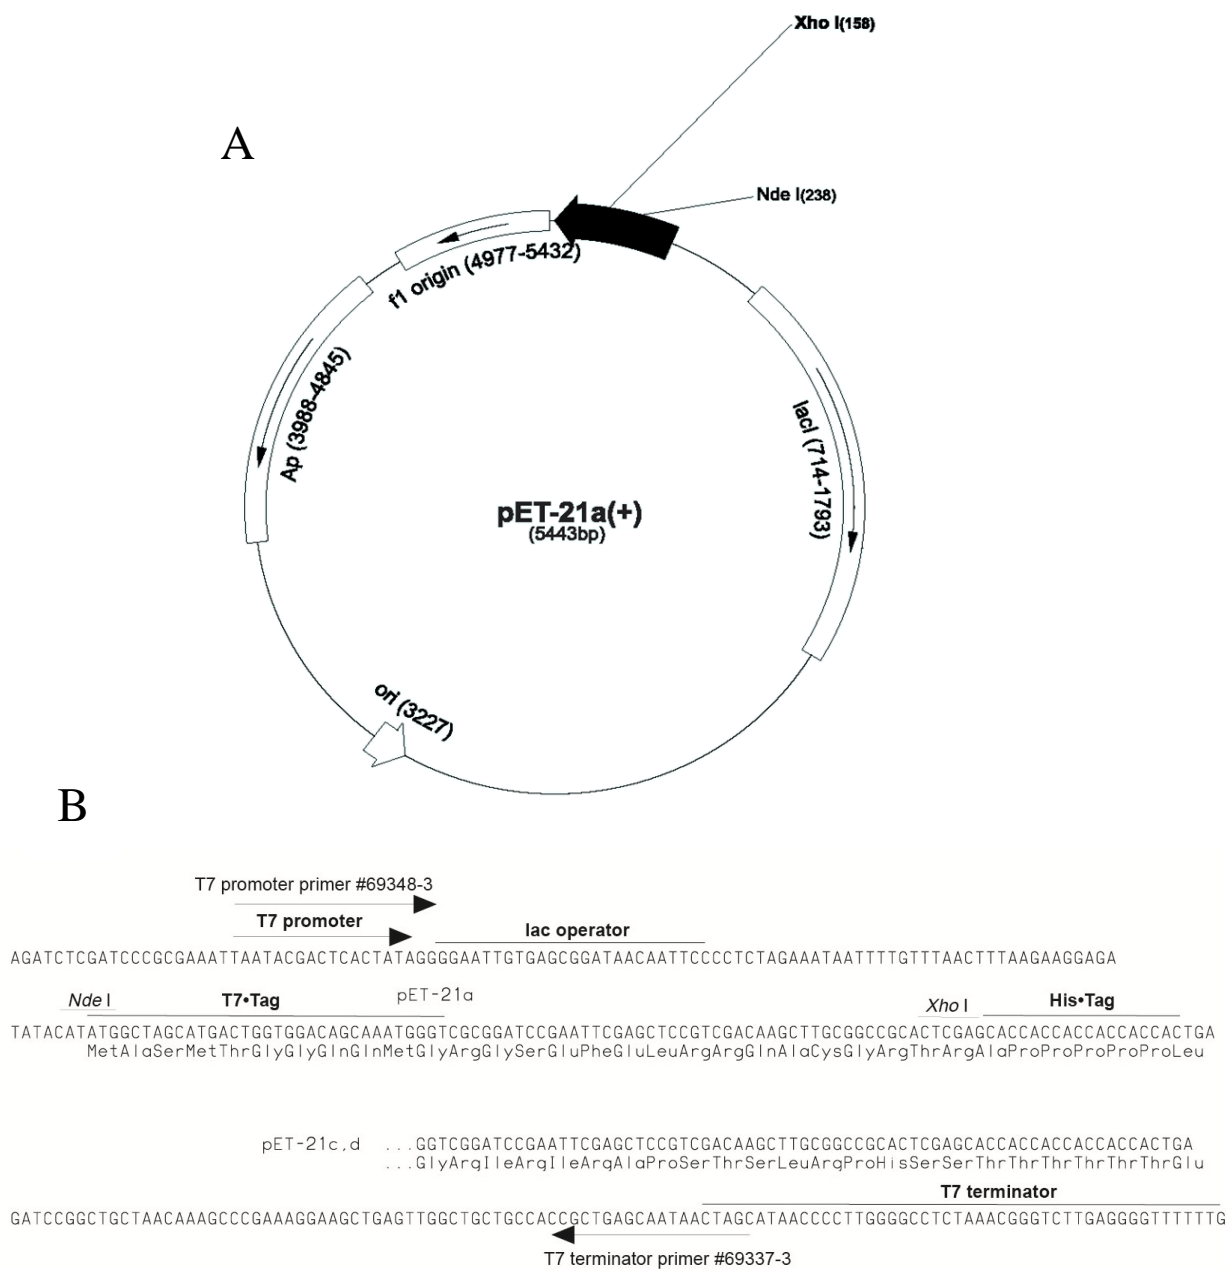 Xho I(158)
A
Nde I(238)
f1 origin (4977-5432)
Ap (3988-4845)
lacI (714-1793)
pET-21a(+)
(5443bp)
ori (3227)
B
T7 promoter primer #69348-3
T7 promoter
lac operator
AGATCTCGATCCCGCGAAATTAATACGACTCACTATAGGGGAATTGTGAGCGGATAACAATTCCCCTCTAGAAATAATTTTGTTTAACTTTAAGAAGGAGA
Nde I T7•Tag pET-21a Xho I His•Tag
TATACATATGGCTAGCATGACTGGTGGACAGCAAATGGGTCGCGGATCCGAATTCGAGCTCCGTCGACAAGCTTGCGGCCGCACTCGAGCACCACCACCACCACCACTGA
MetAlaSerMetThrGlyGlyGlnGlnMetGlyArgGlySerGluPheGluLeuArgArgGlnAlaCysGlyArgThrArgAlaProProProProProLeu
pET-21c,d ...GGTCGGATCCGAATTCGAGCTCCGTCGACAAGCTTGCGGCCGCACTCGAGCACCACCACCACCACCACTGA
...GlyArgIleArgIleArgAlaProSerThrSerLeuArgProHisSerSerThrThrThrThrThrThrGlu
T7 terminator
GATCCGGCTGCTAACAAAGCCCGAAAGGAAGCTGAGTTGGCTGCTGCCACCGCTGAGCAATAACTAGCATAACCCCTTGGGGCCTCTAAACGGGTCTTGAGGGGTTTTTTG
T7 terminator primer #69337-3